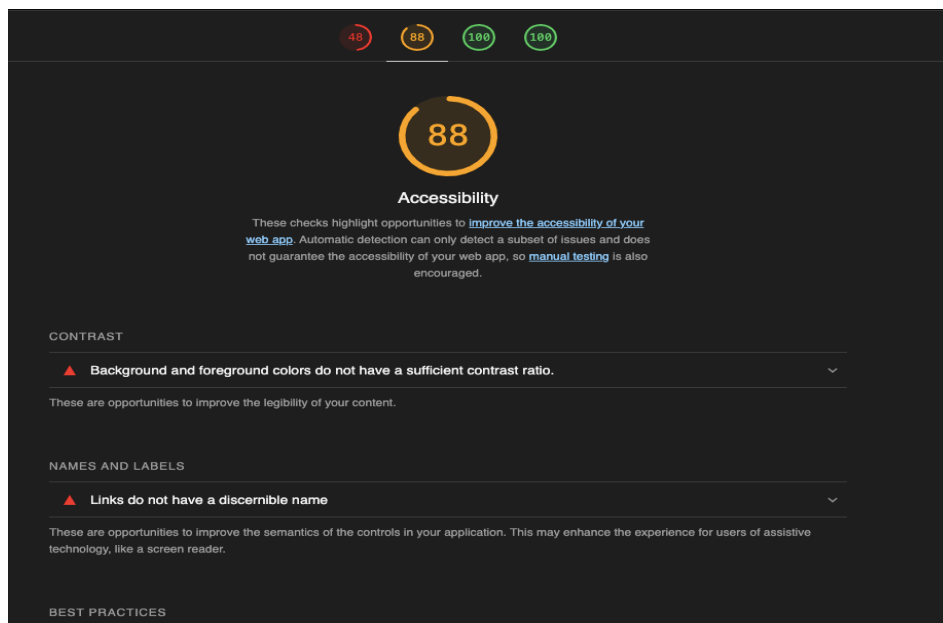 48 88 100 100
88
Accessibility
These checks highlight opportunities to improve the accessibility of your
web app. Automatic detection can only detect a subset of issues and does
not guarantee the accessibility of your web app, so manual testing is also
encouraged.
CONTRAST
Background and foreground colors do not have a sufficient contrast ratio.
These are opportunities to improve the legibility of your content.
NAMES AND LABELS
Links do not have a discernible name
These are opportunities to improve the semantics of the controls in your application. This may enhance the experience for users of assistive
technology, like a screen reader.
BEST PRACTICES